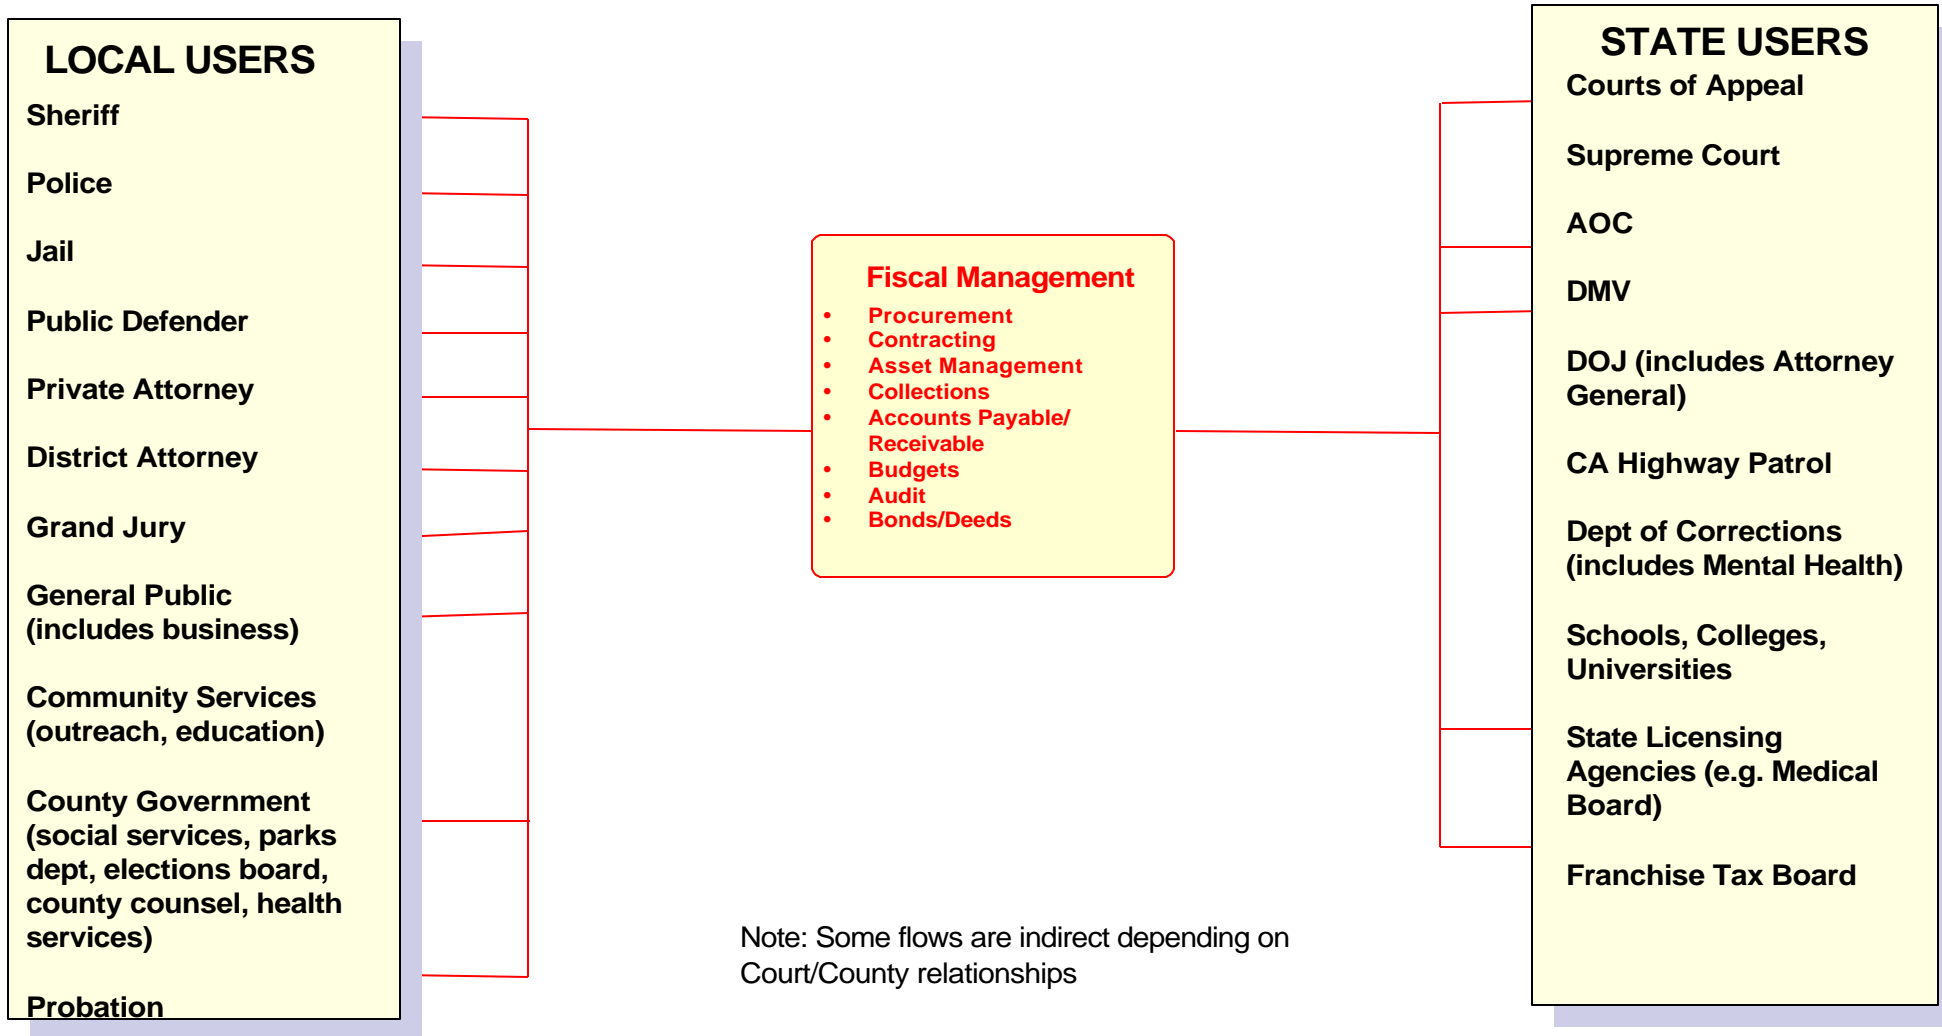 LOCAL USERS
Sheriff
Police
Jail
Public Defender
Private Attorney
District Attorney
Grand Jury
General Public
(includes business)
Community Services
(outreach, education)
County Government
(social services, parks
dept, elections board,
county counsel, health
services)
Probation
Fiscal Management
• Procurement
• Contracting
• Asset Management
• Collections
• Accounts Payable/
Receivable
• Budgets
• Audit
• Bonds/Deeds
Note: Some flows are indirect depending on
Court/County relationships
STATE USERS
Courts of Appeal
Supreme Court
AOC
DMV
DOJ (includes Attorney
General)
CA Highway Patrol
Dept of Corrections
(includes Mental Health)
Schools, Colleges,
Universities
State Licensing
Agencies (e.g. Medical
Board)
Franchise Tax Board